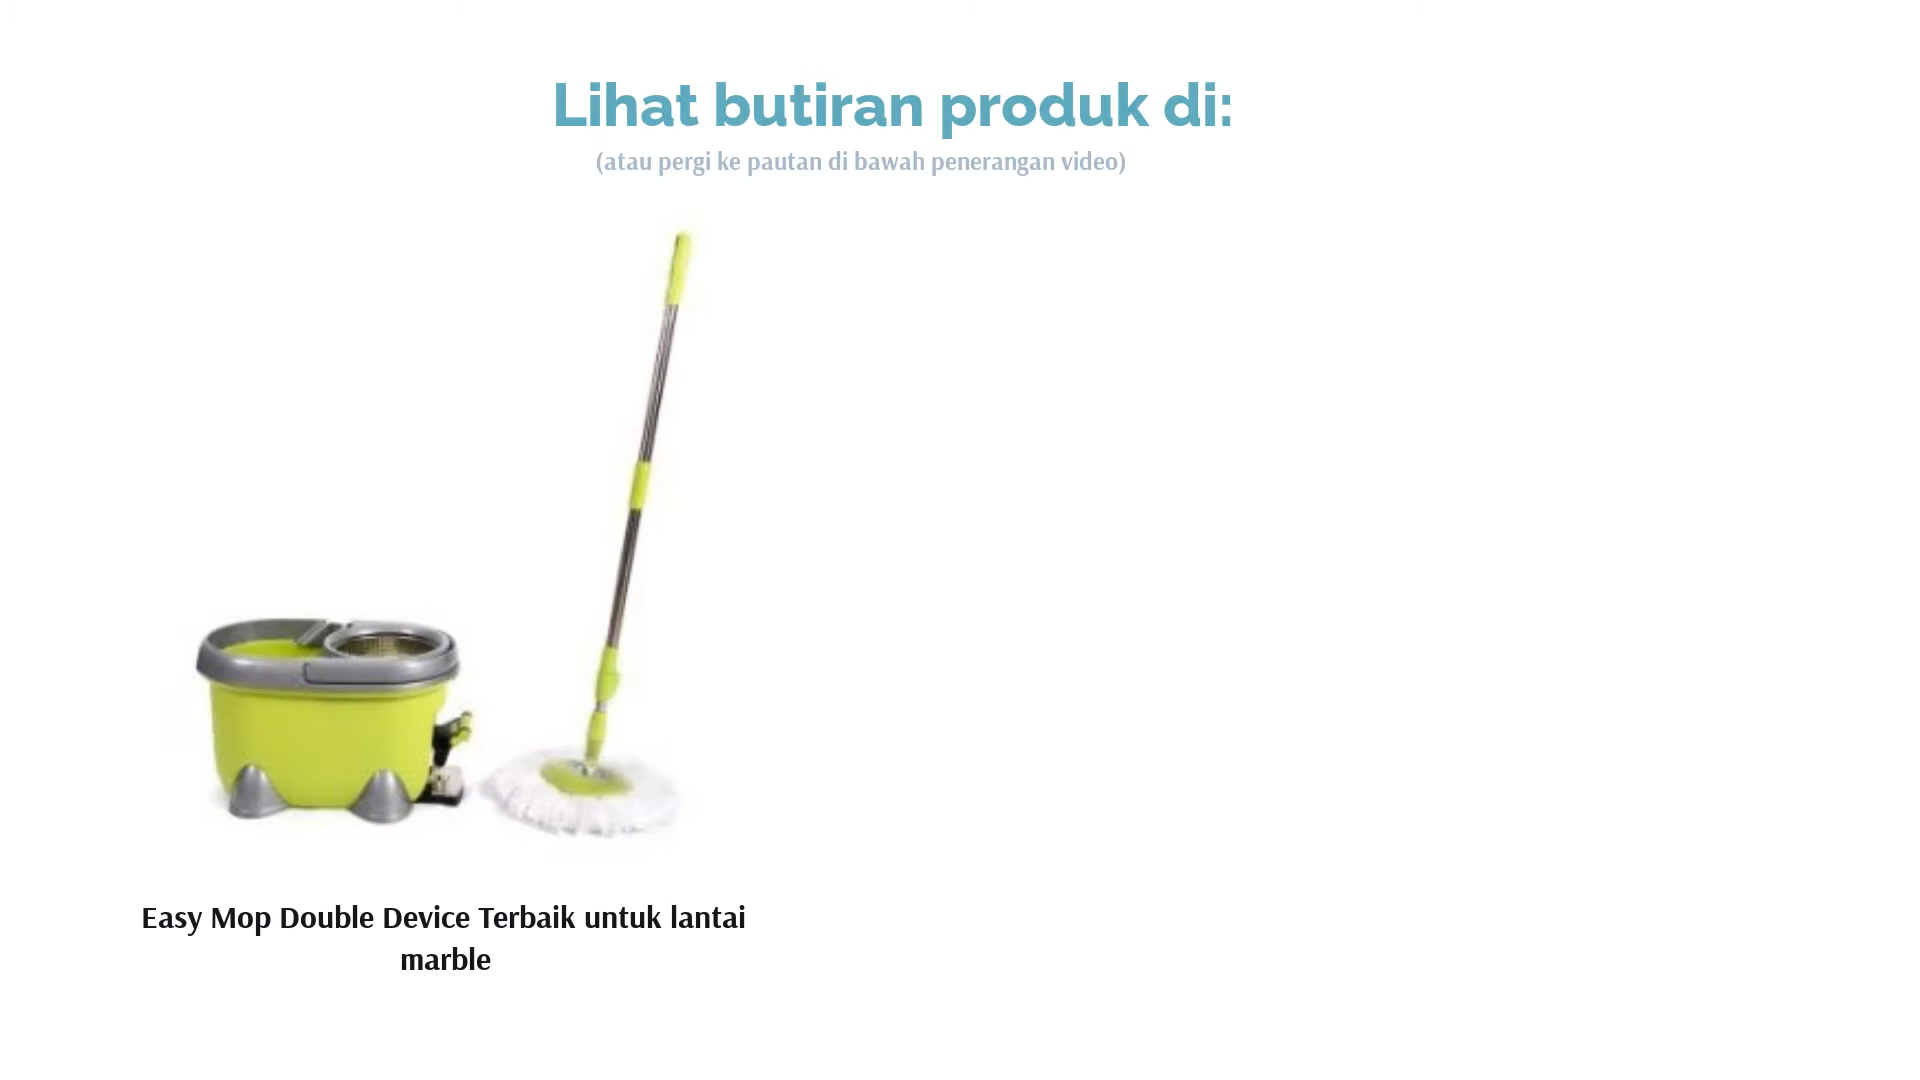 Lihat butiran produk di:
(atau pergi ke pautan di bawah penerangan video)
Easy Mop Double Device Terbaik untuk lantai
marble